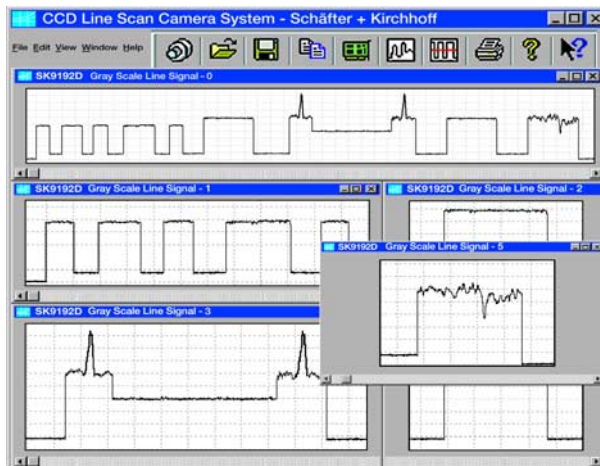 CCD Line Scan Camera System - Schäfter + Kirchhoff
File Edit View Window Help
SK9192D Gray Scale Line Signal - 0
SK9192D Gray Scale Line Signal - 1
SK9192D Gray Scale Line Signal - 2
SK9192D Gray Scale Line Signal - 5
SK9192D Gray Scale Line Signal - 3